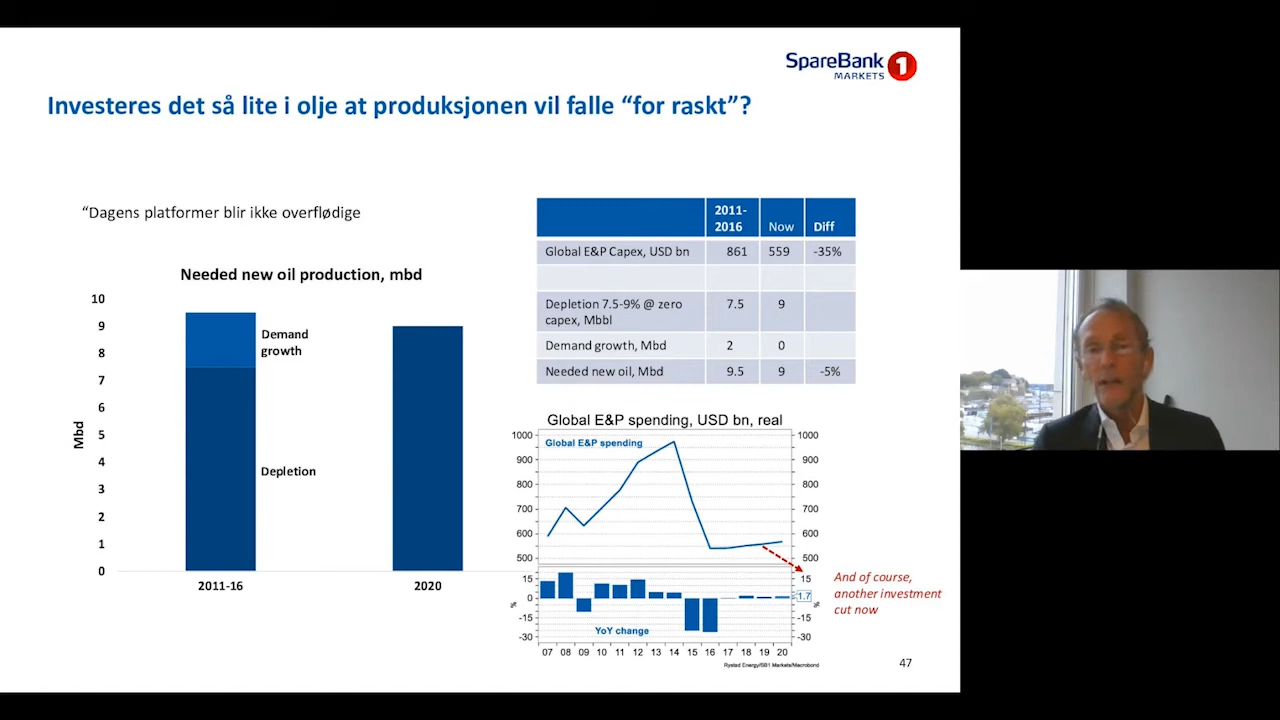 SpareBank 1
MARKETS
Investeres det så lite i olje at produksjonen vil falle “for raskt”?
“Dagens platformer blir ikke overflødige
Needed new oil production, mbd
10
9
8
7
6
5
4
3
2
1
0
Mbd
Demand
growth
Depletion
2011-16
2020
2011-
2016 Now Diff
Global E&P Capex, USD bn 861 559 -35%
Depletion 7.5-9% @ zero
capex, Mbbl 7.5 9
Demand growth, Mbd 2 0
Needed new oil, Mbd 9.5 9 -5%
Global E&P spending, USD bn, real
Global E&P spending
1000 1000
900 900
800 800
700 700
600 600
500 500
15 15
0 1.7
-15 -15
-30 -30
% %
YoY change
07 08 09 10 11 12 13 14 15 16 17 18 19 20
Rystad Energy/SB1 Markets/Macrobond
And of course,
another investment
cut now
47